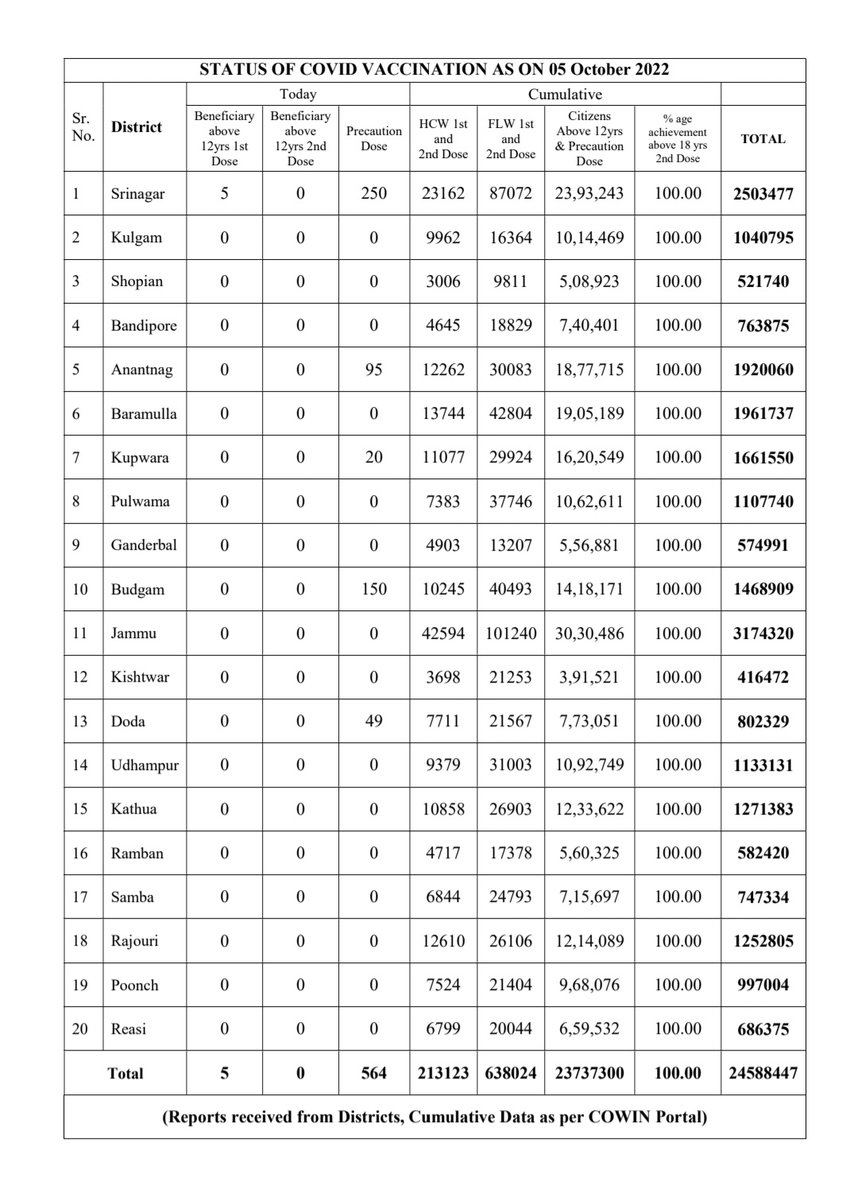 STATUS OF COVID VACCINATION AS ON 05 October 2022
Sr. No. District Today Cumulative
Beneficiary above 12yrs 1st Dose Beneficiary above 12yrs 2nd Dose Precaution Dose HCW 1st and 2nd Dose FLW 1st and 2nd Dose Citizens Above 12yrs & Precaution Dose % age achievement above 18 yrs 2nd Dose TOTAL
1 Srinagar 5 0 250 23162 87072 23,93,243 100.00 2503477
2 Kulgam 0 0 0 9962 16364 10,14,469 100.00 1040795
3 Shopian 0 0 0 3006 9811 5,08,923 100.00 521740
4 Bandipore 0 0 0 4645 18829 7,40,401 100.00 763875
5 Anantnag 0 0 95 12262 30083 18,77,715 100.00 1920060
6 Baramulla 0 0 0 13744 42804 19,05,189 100.00 1961737
7 Kupwara 0 0 20 11077 29924 16,20,549 100.00 1661550
8 Pulwama 0 0 0 7383 37746 10,62,611 100.00 1107740
9 Ganderbal 0 0 0 4903 13207 5,56,881 100.00 574991
10 Budgam 0 0 150 10245 40493 14,18,171 100.00 1468909
11 Jammu 0 0 0 42594 101240 30,30,486 100.00 3174320
12 Kishtwar 0 0 0 3698 21253 3,91,521 100.00 416472
13 Doda 0 0 49 7711 21567 7,73,051 100.00 802329
14 Udhampur 0 0 0 9379 31003 10,92,749 100.00 1133131
15 Kathua 0 0 0 10858 26903 12,33,622 100.00 1271383
16 Ramban 0 0 0 4717 17378 5,60,325 100.00 582420
17 Samba 0 0 0 6844 24793 7,15,697 100.00 747334
18 Rajouri 0 0 0 12610 26106 12,14,089 100.00 1252805
19 Poonch 0 0 0 7524 21404 9,68,076 100.00 997004
20 Reasi 0 0 0 6799 20044 6,59,532 100.00 686375
Total 5 0 564 213123 638024 23737300 100.00 24588447
(Reports received from Districts, Cumulative Data as per COWIN Portal)